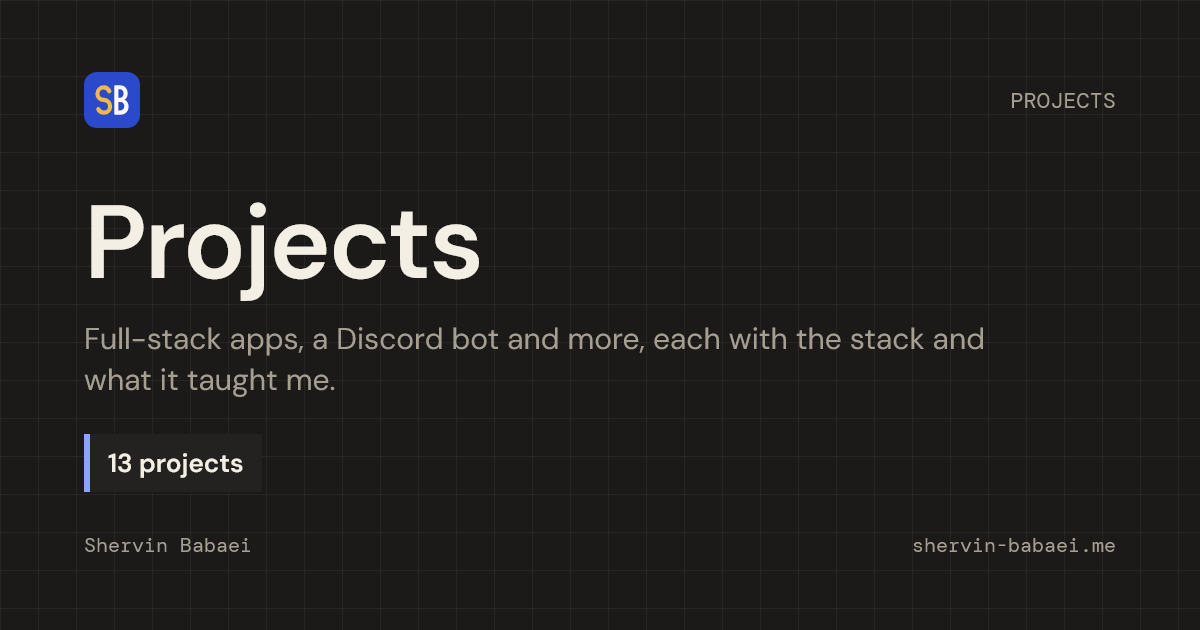 SB
PROJECTS
Projects
Full-stack apps, a Discord bot and more, each with the stack and
what it taught me.
13 projects
Shervin Babaei
shervin-babaei.me